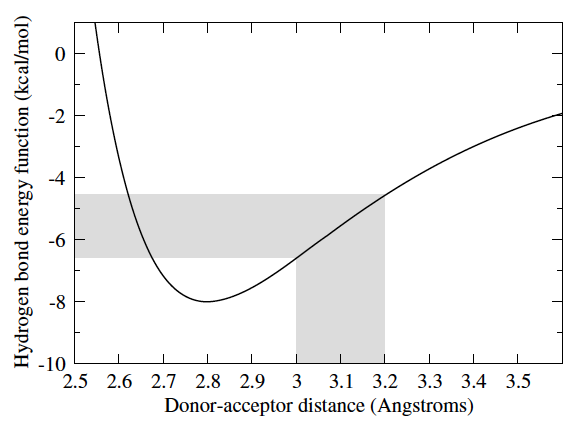 Hydrogen bond energy function (kcal/mol)
0
-2
-4
-6
-8
-10
2.5 2.6 2.7 2.8 2.9 3 3.1 3.2 3.3 3.4 3.5
Donor-acceptor distance (Angstroms)